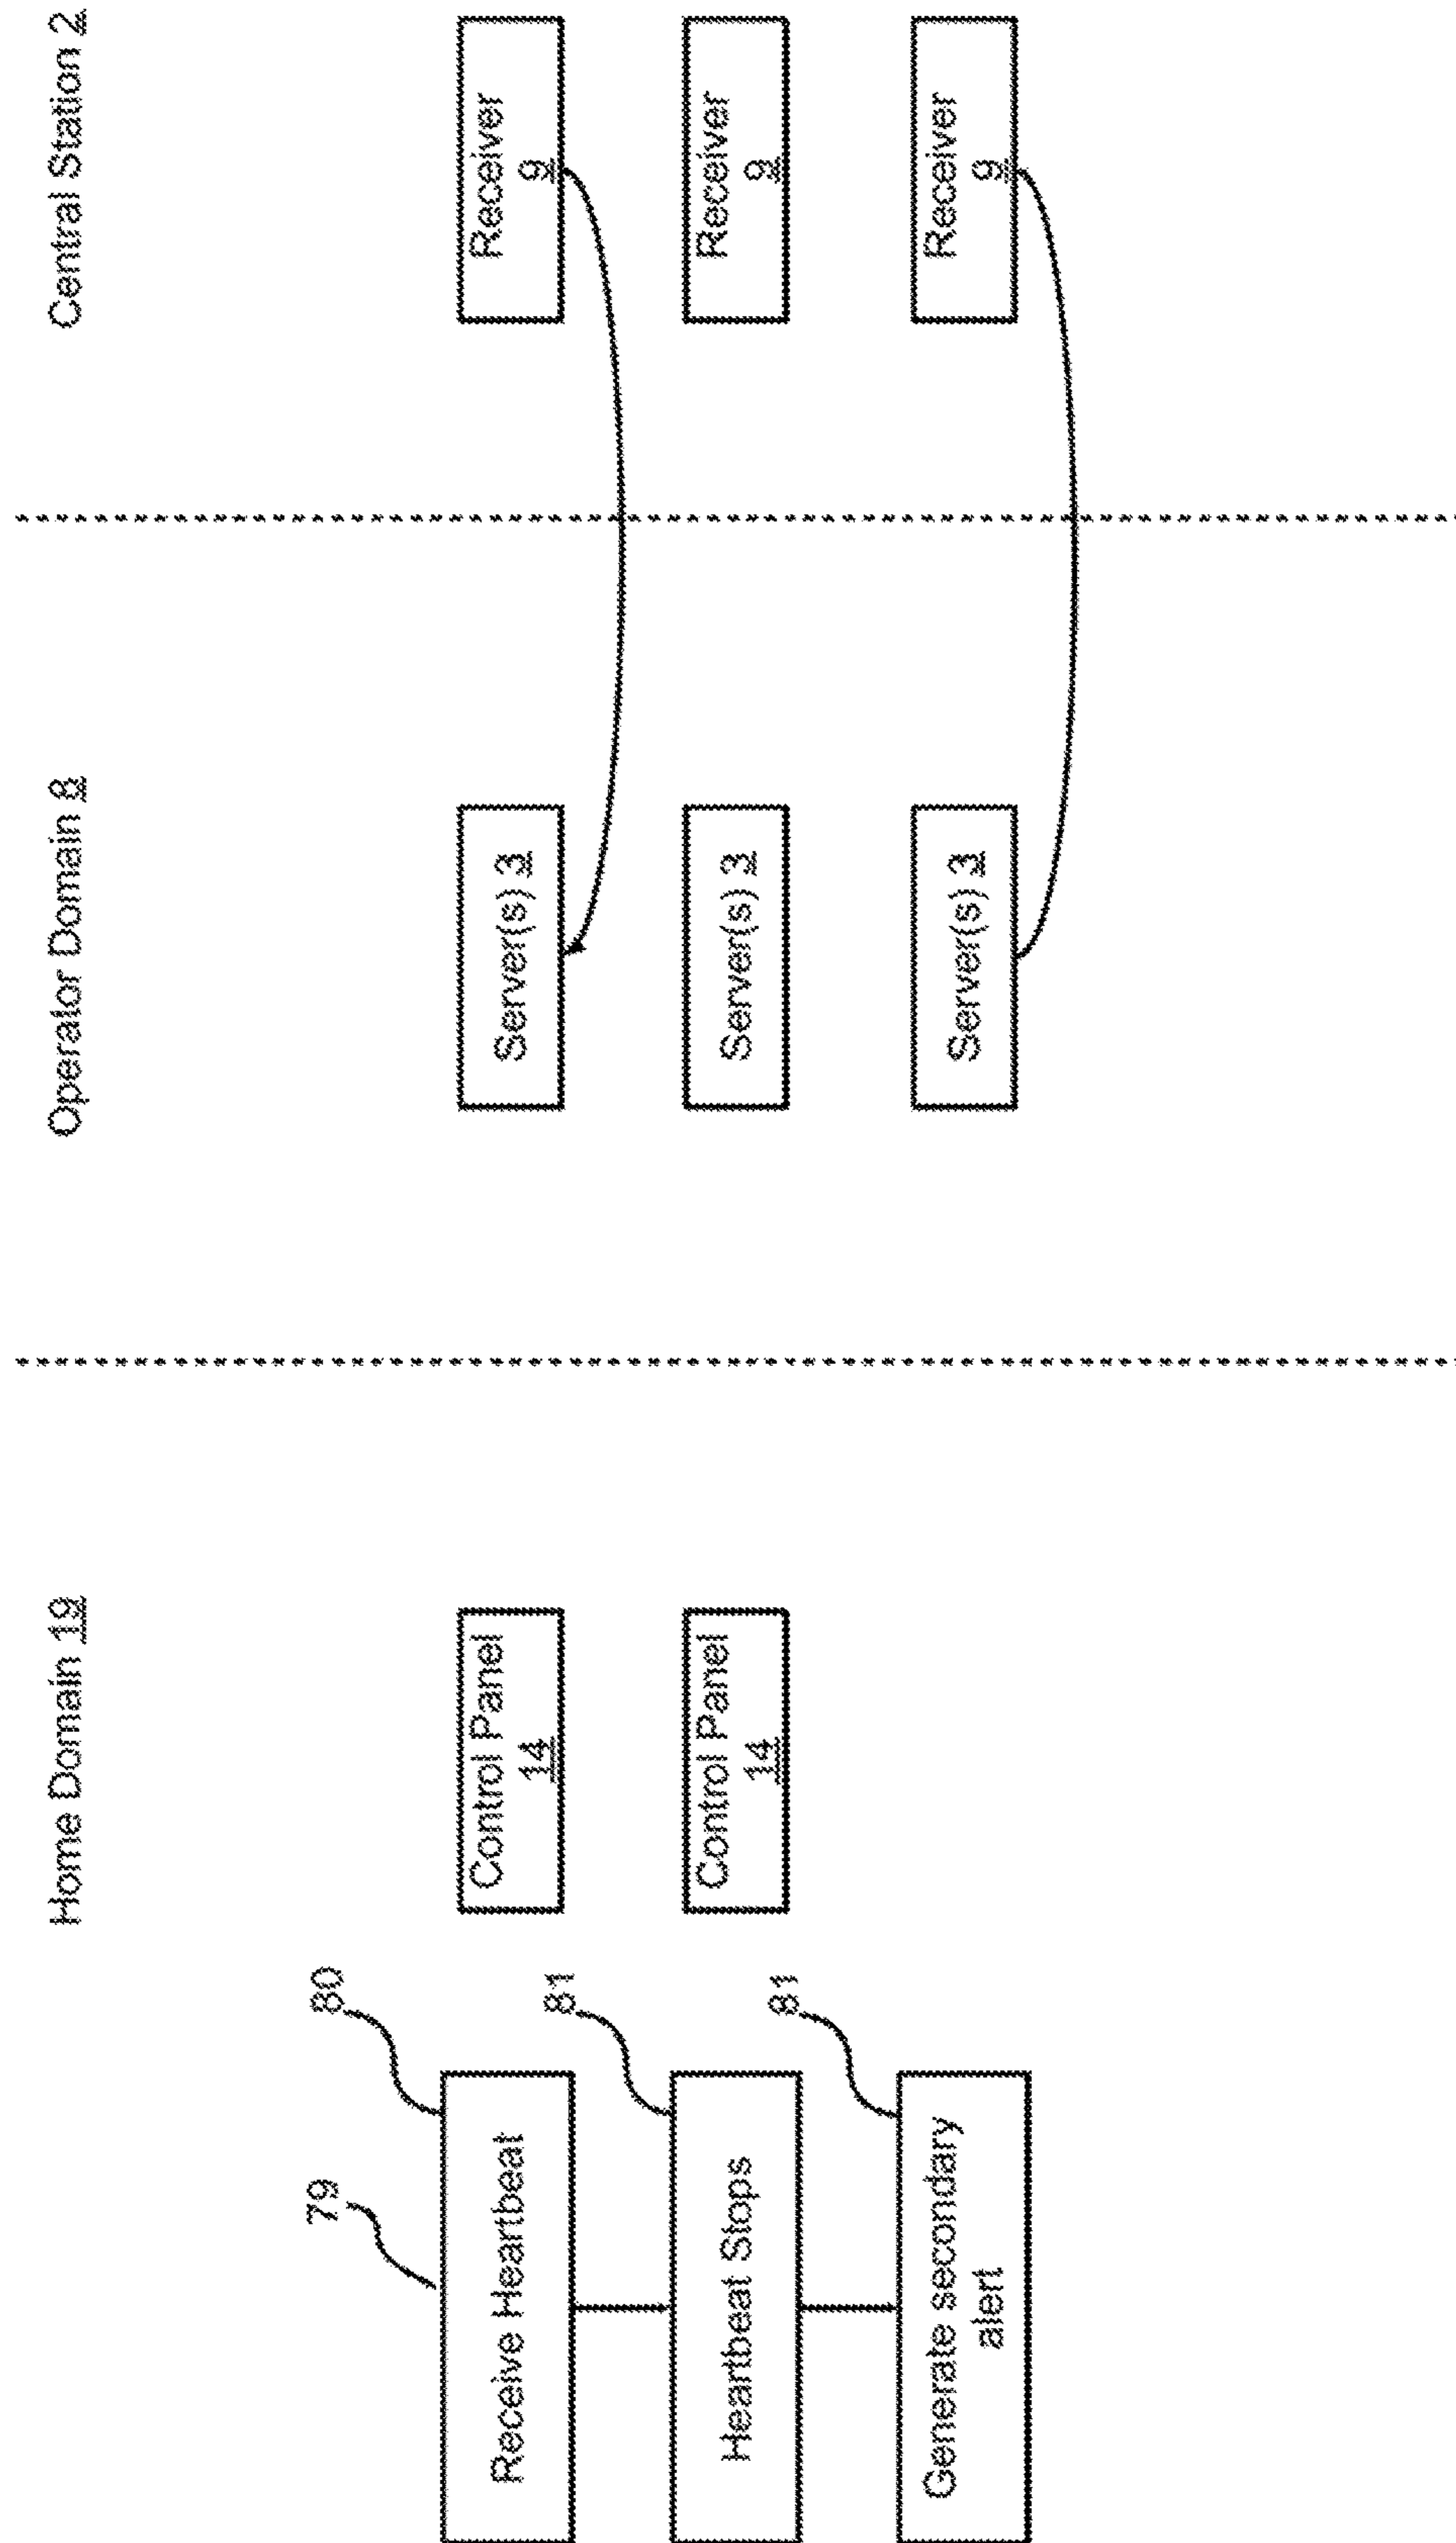 Home Domain 19
Operator Domain 8
Central Station 2
79
80
Receive Heartbeat
Control Panel
14
Server(s) 3
Receiver
9
81
Heartbeat Stops
Control Panel
14
Server(s) 3
Receiver
9
81
Generate secondary
alert
Server(s) 3
Receiver
9